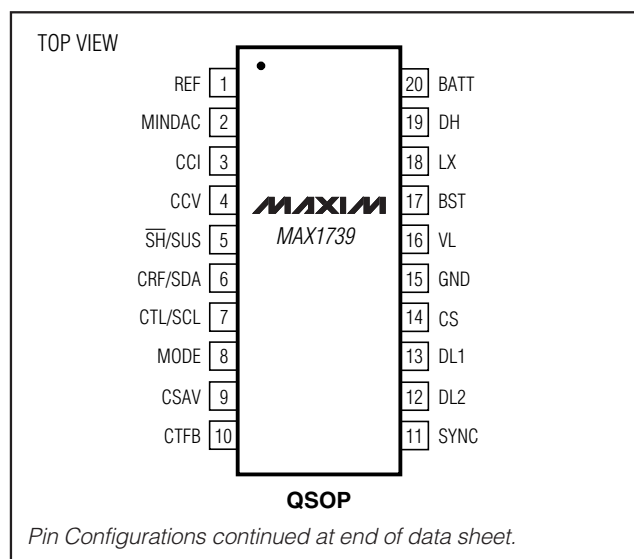 TOP VIEW
REF 1
MINDAC 2
CCI 3
CCV 4
S̅H̅/SUS 5
CRF/SDA 6
CTL/SCL 7
MODE 8
CSAV 9
CTFB 10
MAXIM
MAX1739
20 BATT
19 DH
18 LX
17 BST
16 VL
15 GND
14 CS
13 DL1
12 DL2
11 SYNC
QSOP
Pin Configurations continued at end of data sheet.